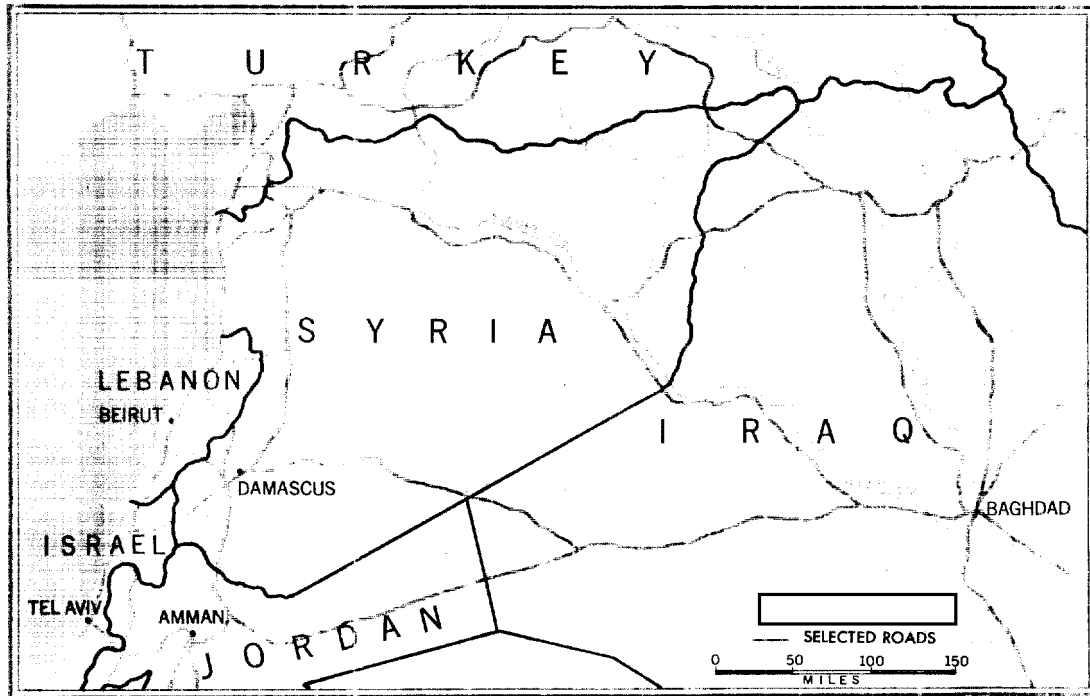 TURKEY
SYRIA
LEBANON
BEIRUT
IRAQ
DAMASCUS
BAGHDAD
ISRAEL
TEL AVIV
AMMAN
JORDAN
SELECTED ROADS
0 50 100 150
MILES